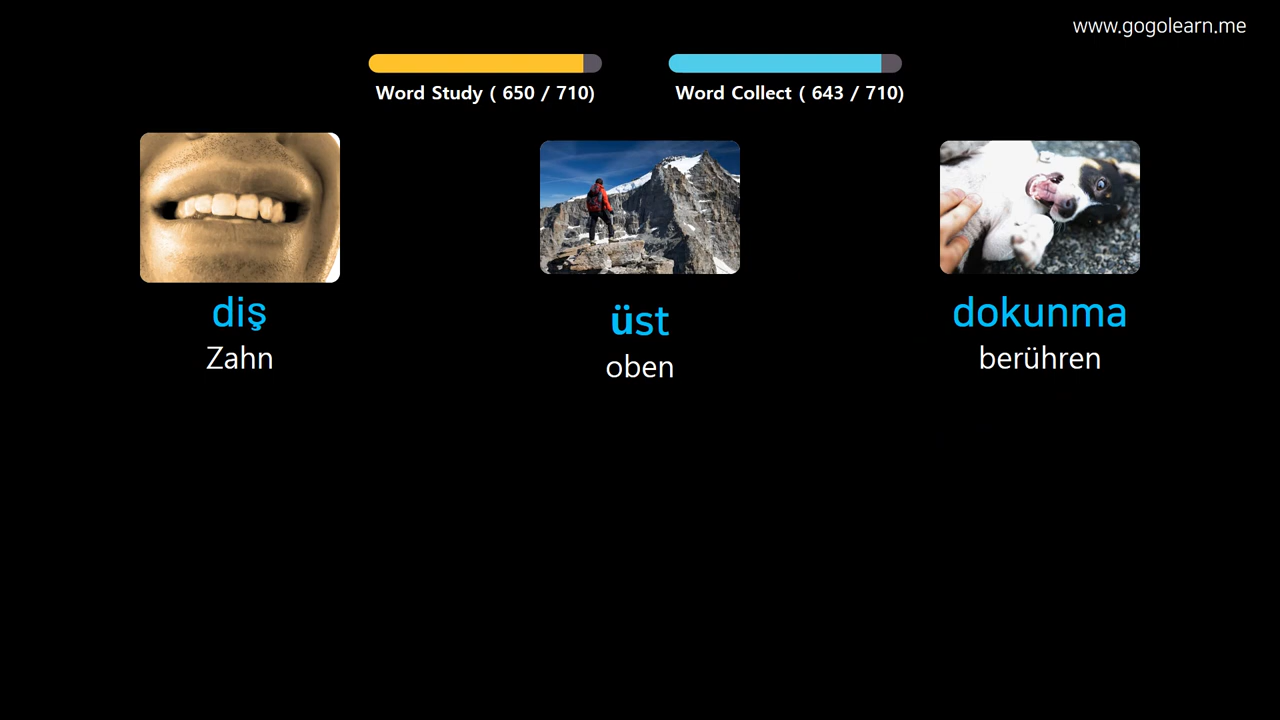 www.gogolearn.me
Word Study ( 650 / 710)
Word Collect ( 643 / 710)
diş
Zahn
üst
oben
dokunma
berühren